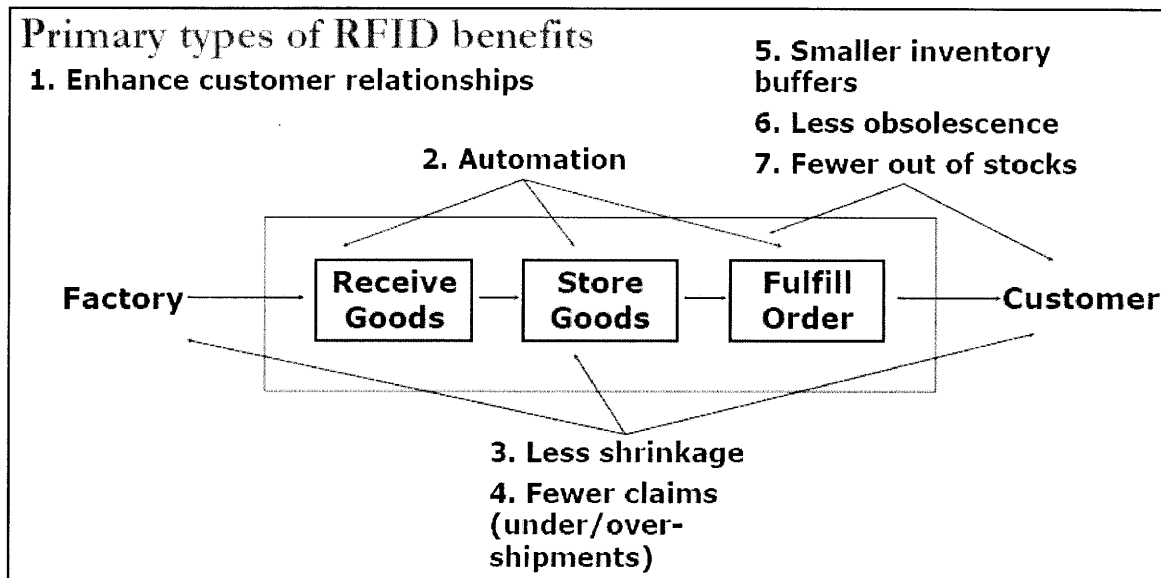 Primary types of RFID benefits
1. Enhance customer relationships
5. Smaller inventory
buffers
6. Less obsolescence
7. Fewer out of stocks
2. Automation
Factory
Receive
Goods
Store
Goods
Fulfill
Order
Customer
3. Less shrinkage
4. Fewer claims
(under/over-
shipments)